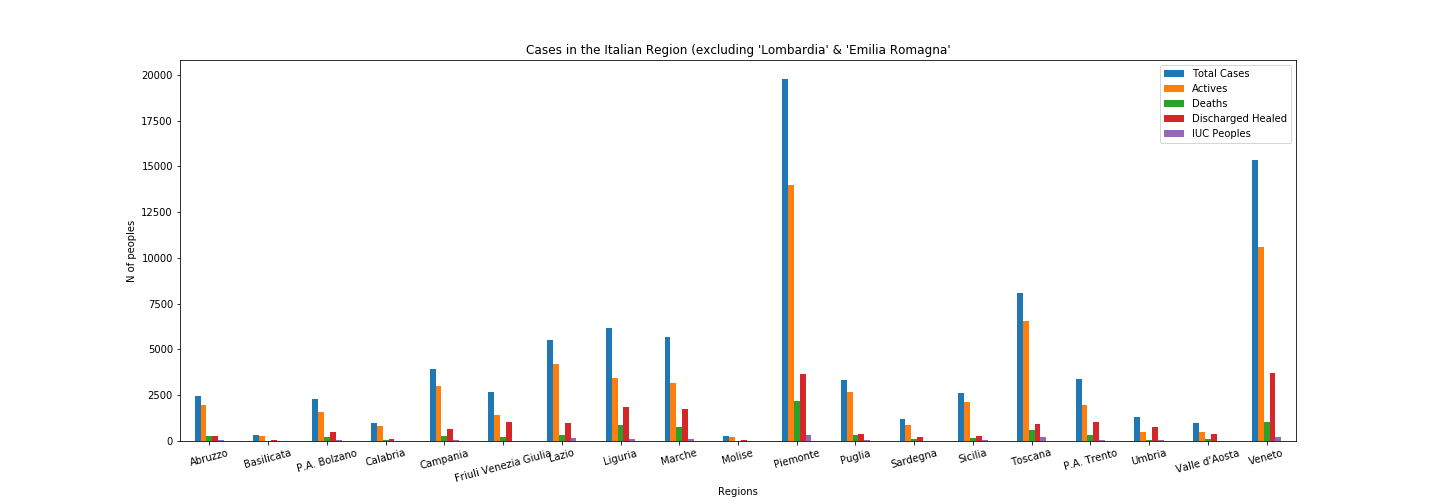 Cases in the Italian Region (excluding 'Lombardia' & 'Emilia Romagna'
Total Cases
Actives
Deaths
Discharged Healed
IUC Peoples
20000
17500
15000
12500
10000
7500
5000
2500
0
N of peoples
Abruzzo
Basilicata
P.A. Bolzano
Calabria
Campania
Friuli Venezia Giulia
Lazio
Liguria
Marche
Molise
Piemonte
Puglia
Sardegna
Sicilia
Toscana
P.A. Trento
Umbria
Valle d'Aosta
Veneto
Regions